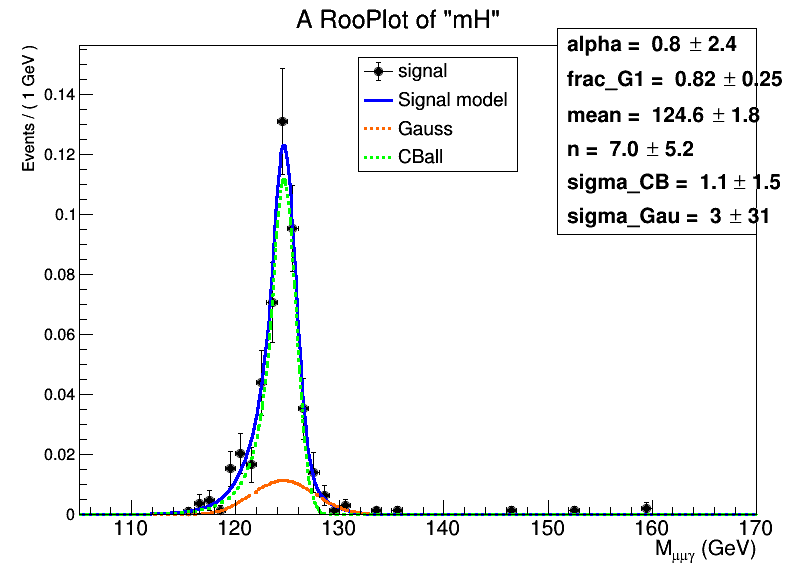 A RooPlot of "mH"
Events / ( 1 GeV )
0.14
0.12
0.1
0.08
0.06
0.04
0.02
0
110
120
130
140
150
160
170
M_μμγ (GeV)
signal
Signal model
Gauss
CBall
alpha = 0.8 ± 2.4
frac_G1 = 0.82 ± 0.25
mean = 124.6 ± 1.8
n = 7.0 ± 5.2
sigma_CB = 1.1 ± 1.5
sigma_Gau = 3 ± 31